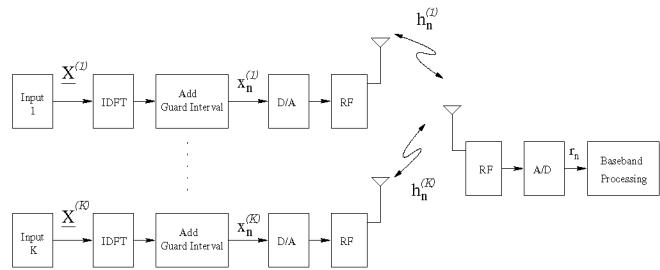 h_n^(1)
X^(1)
x_n^(1)
Input
1
IDFT
Add
Guard Interval
D/A
RF
RF
A/D
r_n
Baseband
Processing
h_n^(K)
X^(K)
x_n^(K)
Input
K
IDFT
Add
Guard Interval
D/A
RF